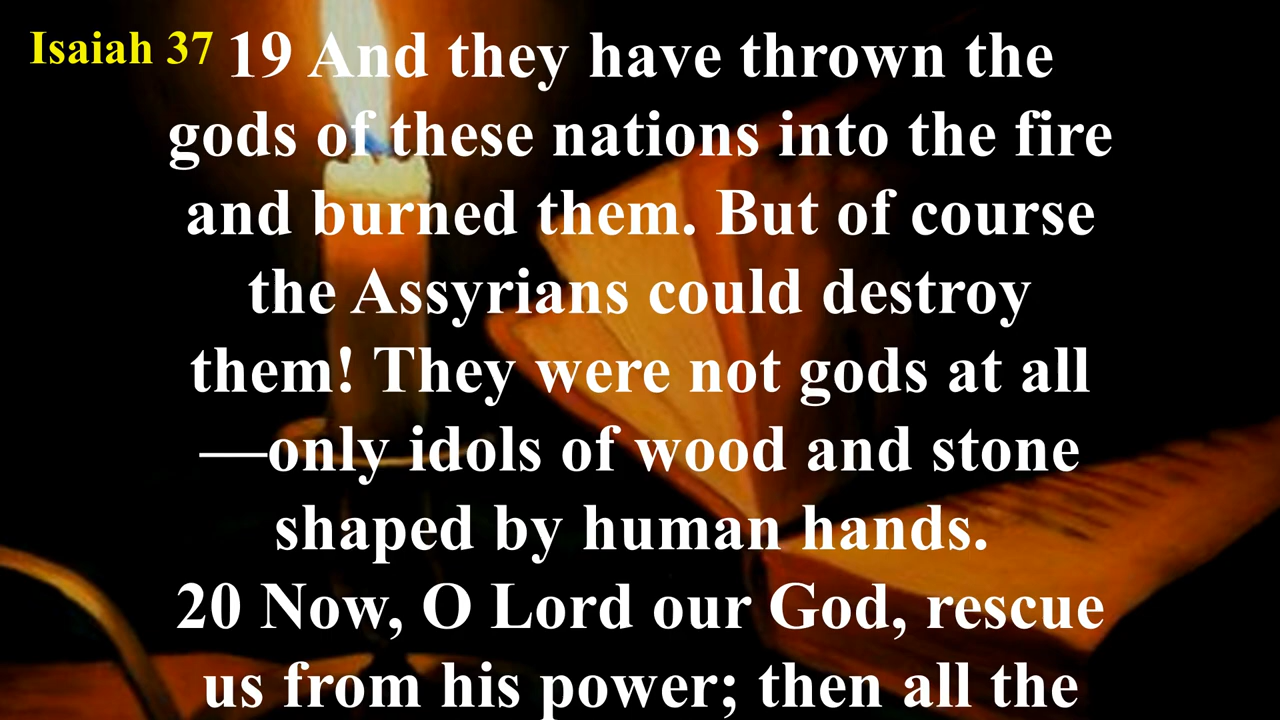 Isaiah 37 19 And they have thrown the
gods of these nations into the fire
and burned them. But of course
the Assyrians could destroy
them! They were not gods at all
—only idols of wood and stone
shaped by human hands.
20 Now, O Lord our God, rescue
us from his power; then all the